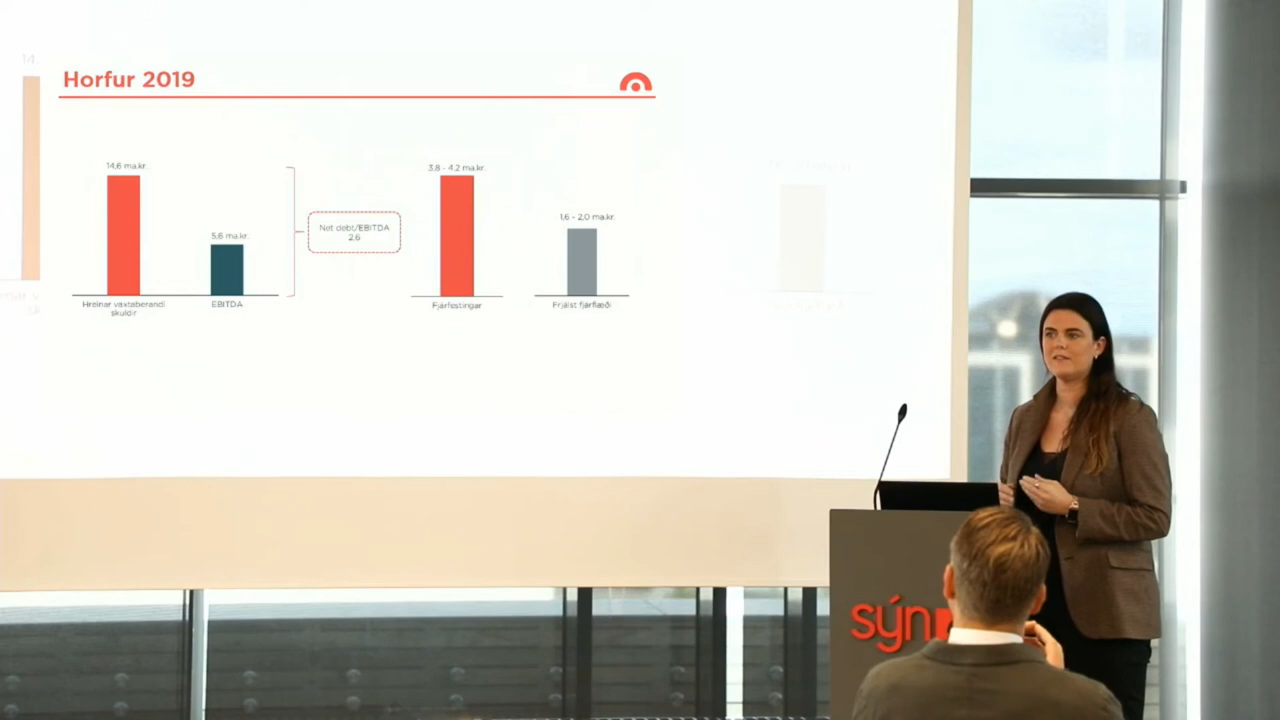 Horfur 2019
14,6 ma.kr.
5,6 ma.kr.
Net debt/EBITDA
2,6
3,8 - 4,2 ma.kr.
1,6 - 2,0 ma.kr.
Hreinar vaxtaberandi
skuldir
EBITDA
Fjárfestingar
Frjálst fjárflæði
sýn